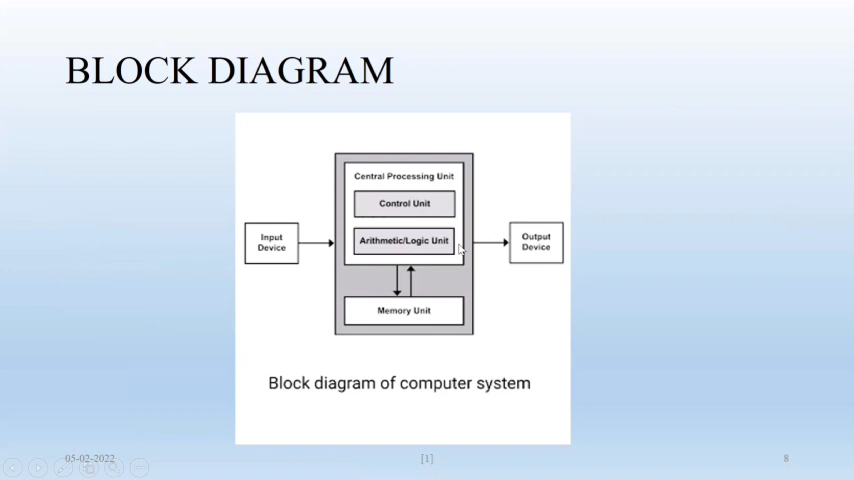 BLOCK DIAGRAM
Central Processing Unit
Control Unit
Arithmetic/Logic Unit
Input
Device
Output
Device
Memory Unit
Block diagram of computer system
05-02-2022
[1]
8